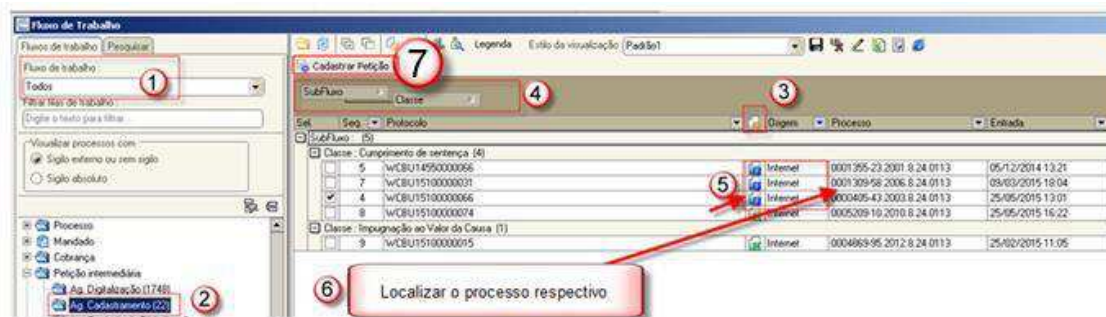 Fluxo de Trabalho
Fluxos de trabalho Pesquisar
Fluxo de trabalho :
Todos
1
Filtrar filas de trabalho :
Digite o texto para filtrar
Visualizar processos com
Sigilo externo ou sem sigilo
Sigilo absoluto
Processo
Mandado
Cobrança
Petição intermediária
Ag. Digitalização (1748)
Ag. Cadastramento (22)
2
Legenda Estilo da visualização Padrão1
Cadastrar Petição
7
SubFluxo
Classe
4
3
Sel. Seq. Protocolo Origem Processo Entrada
SubFluxo : (5)
Classe : Cumprimento de sentença (4)
5 WCBU14550000066 Internet 0001355-23.2001.8.24.0113 05/12/2014 13:21
7 WCBU15100000031 Internet 0001309-58.2006.8.24.0113 09/03/2015 18:04
4 WCBU15100000066 Internet 0000405-43.2003.8.24.0113 25/05/2015 13:01
8 WCBU15100000074 Internet 0005209-10.2010.8.24.0113 25/05/2015 16:22
5
Classe : Impugnação ao Valor da Causa (1)
9 WCBU15100000015 Internet 0004869-95.2012.8.24.0113 25/02/2015 11:05
6
Localizar o processo respectivo